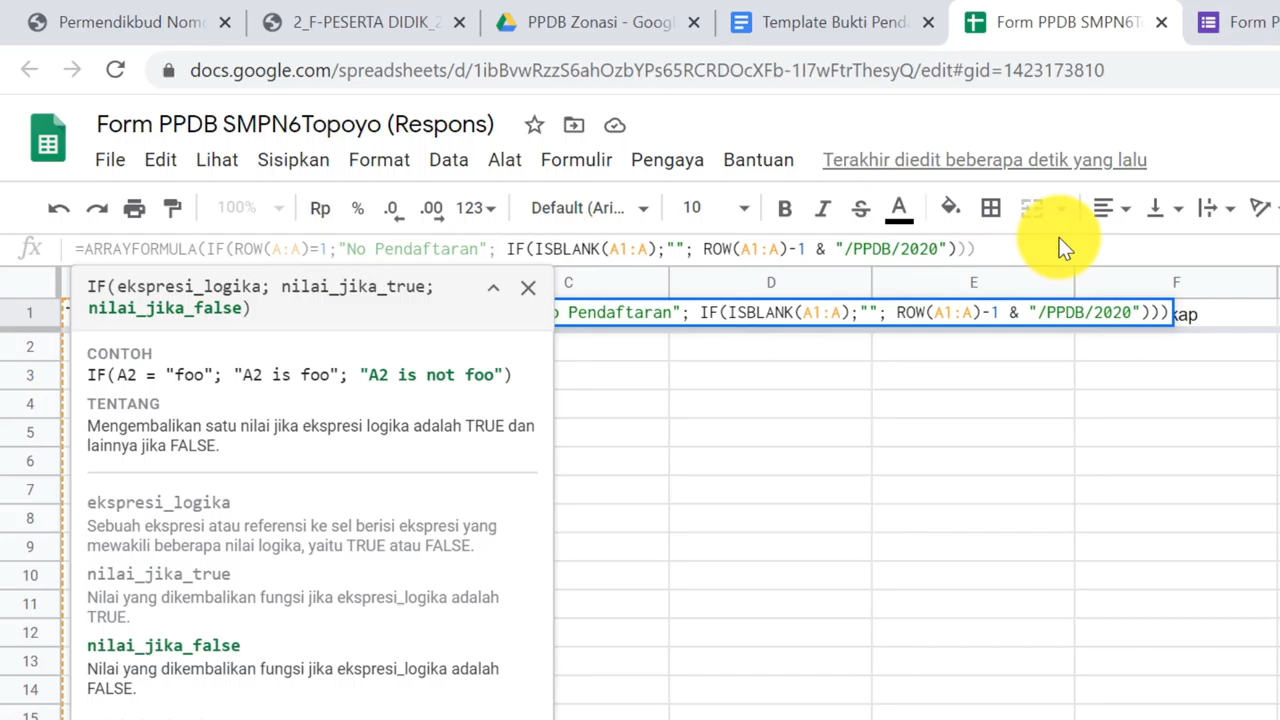 Permendikbud Nomo
2_F-PESERTA DIDIK_2
PPDB Zonasi - Googl
Template Bukti Penda
Form PPDB SMPN6T
Form P
docs.google.com/spreadsheets/d/1ibBvwRzzS6ahOzbYPs65RCRDOcXFb-1I7wFtrThesyQ/edit#gid=1423173810
Form PPDB SMPN6Topoyo (Respons)
File Edit Lihat Sisipkan Format Data Alat Formulir Pengaya Bantuan Terakhir diedit beberapa detik yang lalu
100% Rp % .0 .00 123 Default (Ari... 10 B I S A
fx =ARRAYFORMULA(IF(ROW(A:A)=1;"No Pendaftaran"; IF(ISBLANK(A1:A);""; ROW(A1:A)-1 & "/PPDB/2020")))
C D E F
1 o Pendaftaran"; IF(ISBLANK(A1:A);""; ROW(A1:A)-1 & "/PPDB/2020"))) kap
IF(ekspresi_logika; nilai_jika_true;
nilai_jika_false)
CONTOH
IF(A2 = "foo"; "A2 is foo"; "A2 is not foo")
TENTANG
Mengembalikan satu nilai jika ekspresi logika adalah TRUE dan
lainnya jika FALSE.
ekspresi_logika
Sebuah ekspresi atau referensi ke sel berisi ekspresi yang
mewakili beberapa nilai logika, yaitu TRUE atau FALSE.
nilai_jika_true
Nilai yang dikembalikan fungsi jika ekspresi_logika adalah
TRUE.
nilai_jika_false
Nilai yang dikembalikan fungsi jika ekspresi_logika adalah
FALSE.
2
3
4
5
6
7
8
9
10
11
12
13
14
15